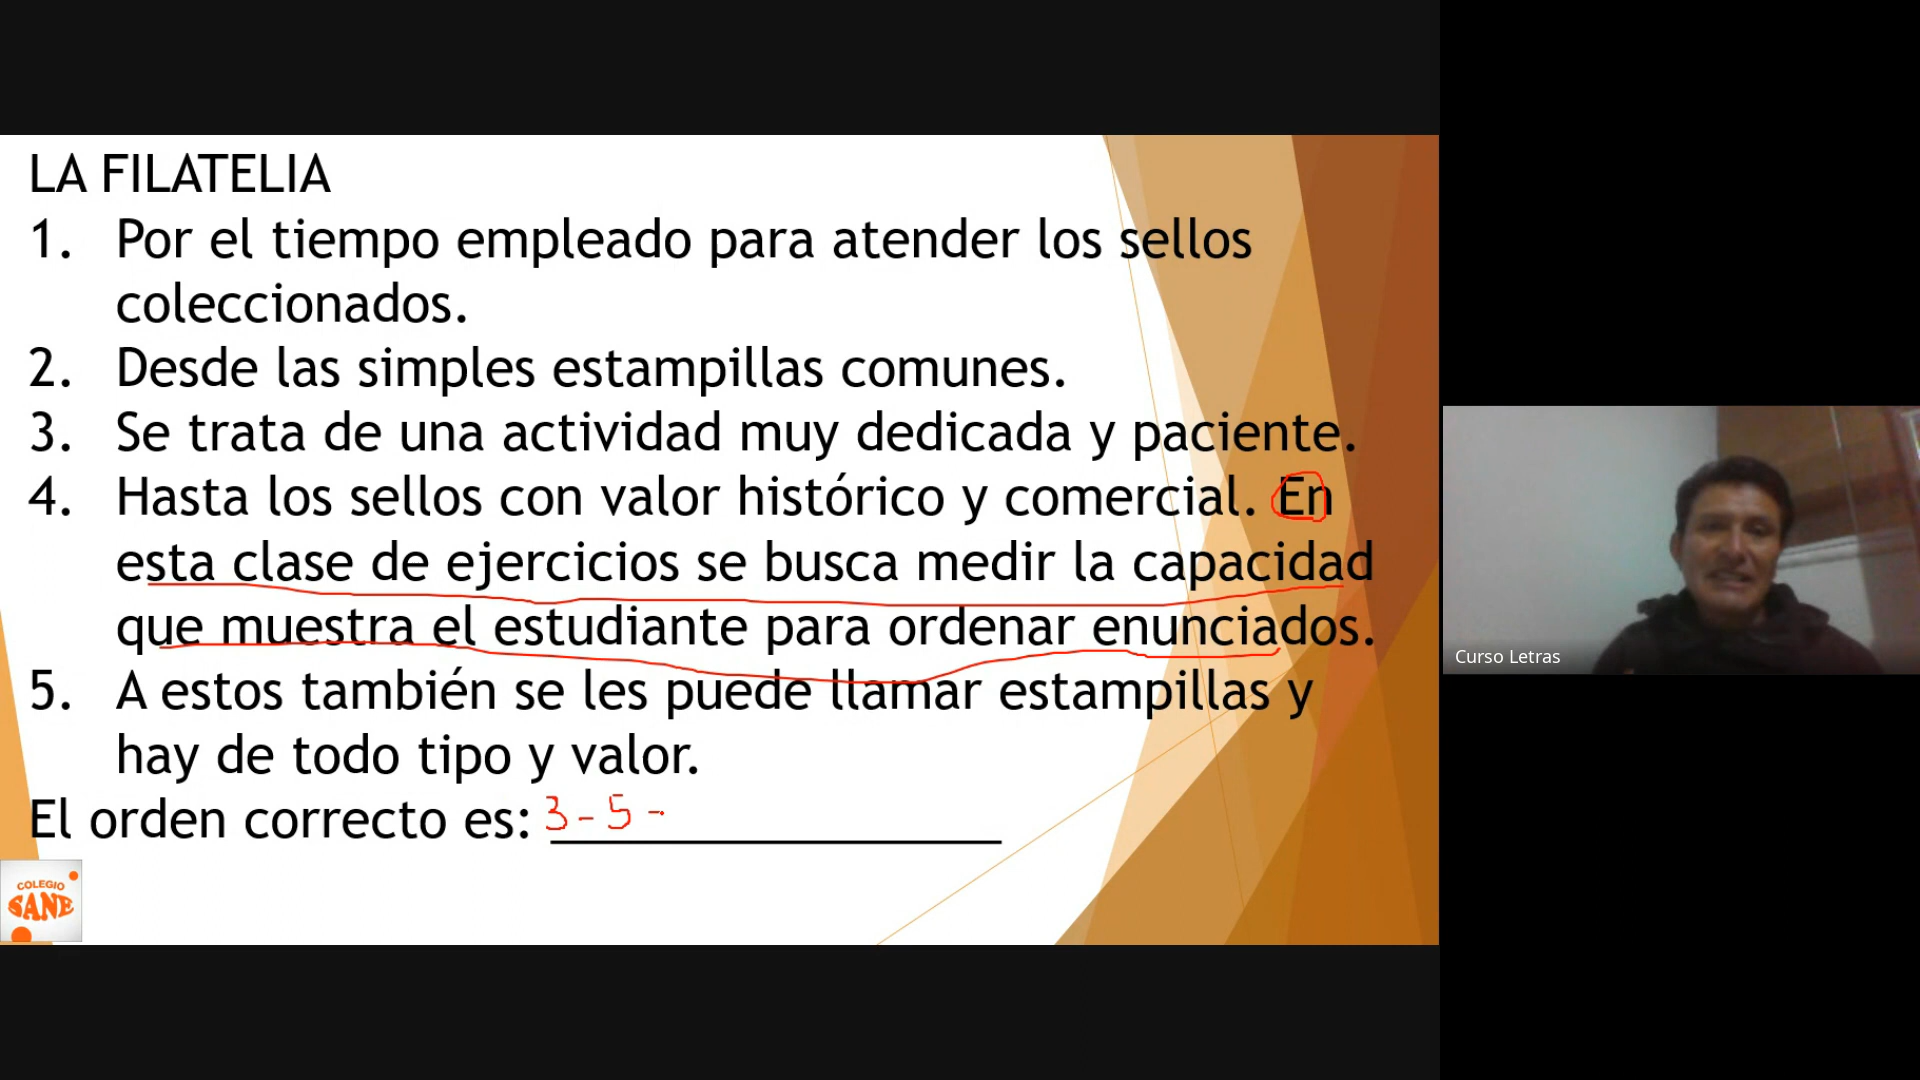 LA FILATELIA
1. Por el tiempo empleado para atender los sellos
coleccionados.
2. Desde las simples estampillas comunes.
3. Se trata de una actividad muy dedicada y paciente.
4. Hasta los sellos con valor histórico y comercial. En
esta clase de ejercicios se busca medir la capacidad
que muestra el estudiante para ordenar enunciados.
5. A estos también se les puede llamar estampillas y
hay de todo tipo y valor.
El orden correcto es: 3 - 5 -
COLEGIO
SANE
Curso Letras